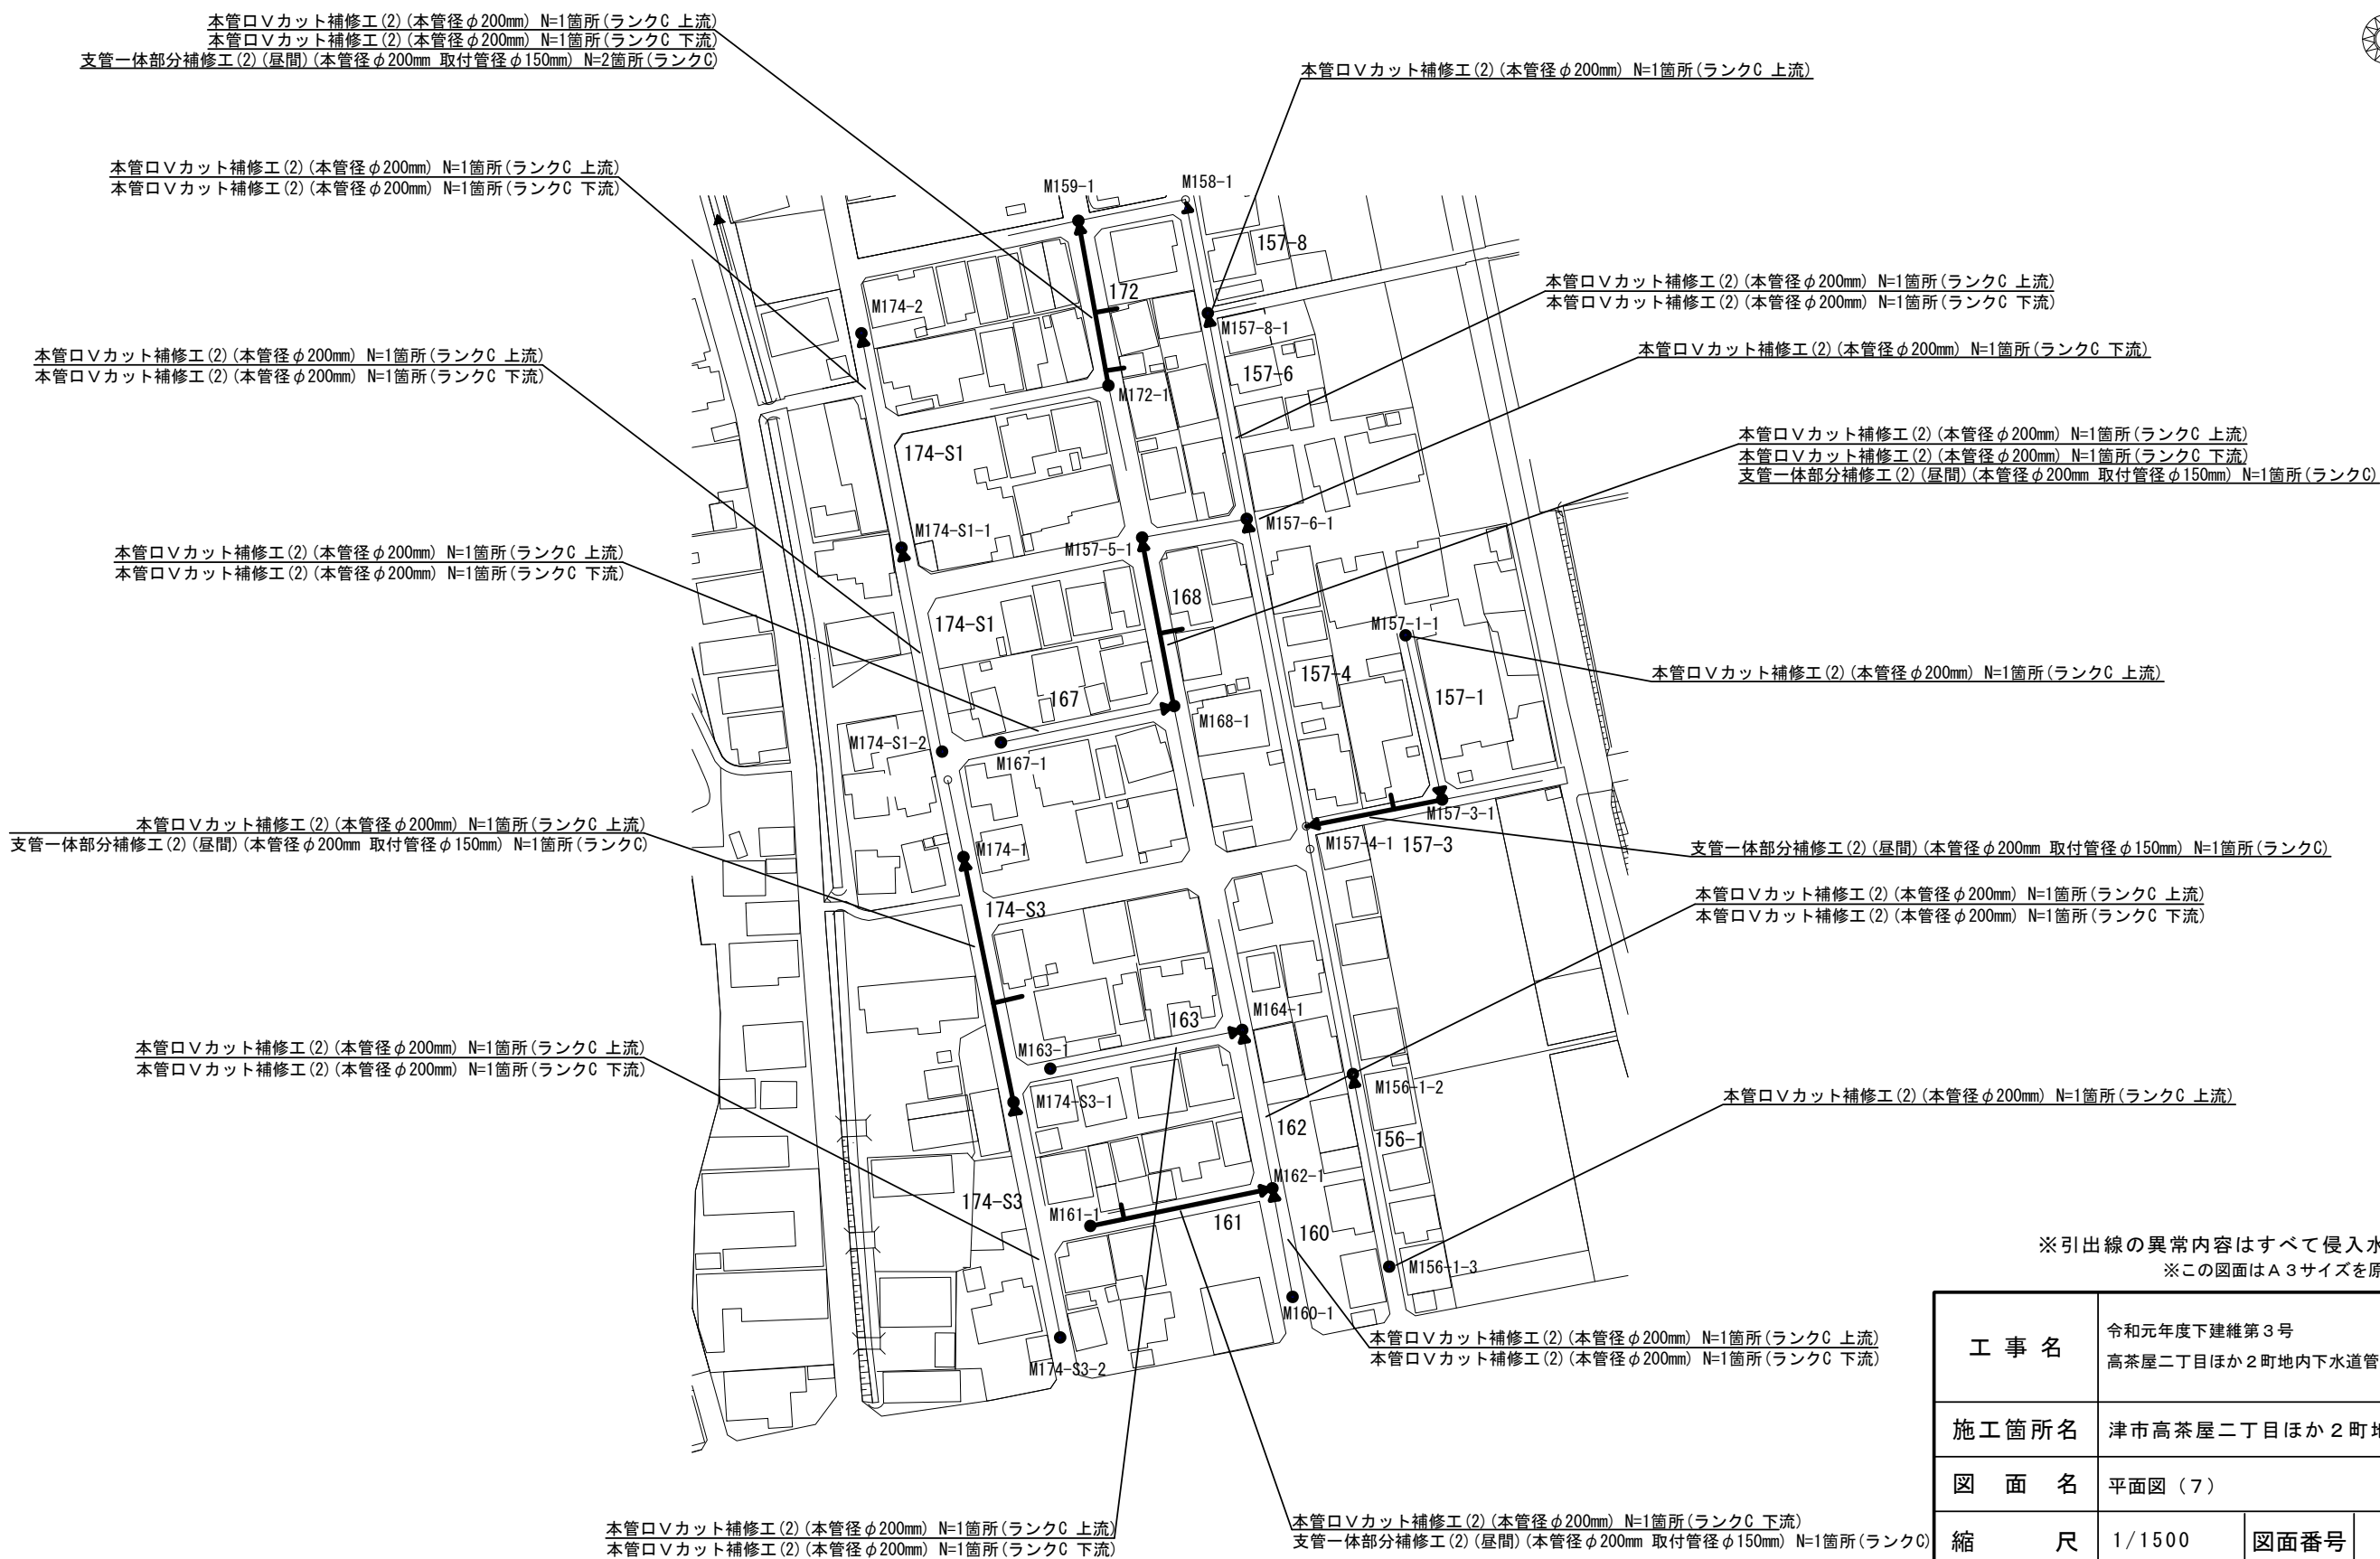 本管口Vカット補修工(2)(本管径φ200mm) N=1箇所(ランクC 上流)
本管口Vカット補修工(2)(本管径φ200mm) N=1箇所(ランクC 下流)
支管一体部分補修工(2)(昼間)(本管径φ200mm 取付管径φ150mm) N=2箇所(ランクC)
本管口Vカット補修工(2)(本管径φ200mm) N=1箇所(ランクC 上流)
本管口Vカット補修工(2)(本管径φ200mm) N=1箇所(ランクC 上流)
本管口Vカット補修工(2)(本管径φ200mm) N=1箇所(ランクC 下流)
M159-1
M158-1
157-8
172
M174-2
M157-8-1
本管口Vカット補修工(2)(本管径φ200mm) N=1箇所(ランクC 上流)
本管口Vカット補修工(2)(本管径φ200mm) N=1箇所(ランクC 下流)
本管口Vカット補修工(2)(本管径φ200mm) N=1箇所(ランクC 上流)
本管口Vカット補修工(2)(本管径φ200mm) N=1箇所(ランクC 下流)
本管口Vカット補修工(2)(本管径φ200mm) N=1箇所(ランクC 下流)
157-6
M172-1
174-S1
本管口Vカット補修工(2)(本管径φ200mm) N=1箇所(ランクC 上流)
本管口Vカット補修工(2)(本管径φ200mm) N=1箇所(ランクC 下流)
支管一体部分補修工(2)(昼間)(本管径φ200mm 取付管径φ150mm) N=1箇所(ランクC)
M174-S1-1
M157-6-1
M157-5-1
本管口Vカット補修工(2)(本管径φ200mm) N=1箇所(ランクC 上流)
本管口Vカット補修工(2)(本管径φ200mm) N=1箇所(ランクC 下流)
168
174-S1
M157-1-1
157-4
157-1
本管口Vカット補修工(2)(本管径φ200mm) N=1箇所(ランクC 上流)
167
M168-1
M174-S1-2
M167-1
M157-3-1
M157-4-1
157-3
本管口Vカット補修工(2)(本管径φ200mm) N=1箇所(ランクC 上流)
支管一体部分補修工(2)(昼間)(本管径φ200mm 取付管径φ150mm) N=1箇所(ランクC)
M174-1
支管一体部分補修工(2)(昼間)(本管径φ200mm 取付管径φ150mm) N=1箇所(ランクC)
174-S3
本管口Vカット補修工(2)(本管径φ200mm) N=1箇所(ランクC 上流)
本管口Vカット補修工(2)(本管径φ200mm) N=1箇所(ランクC 下流)
M164-1
163
M163-1
本管口Vカット補修工(2)(本管径φ200mm) N=1箇所(ランクC 上流)
本管口Vカット補修工(2)(本管径φ200mm) N=1箇所(ランクC 下流)
M156-1-2
M174-S3-1
本管口Vカット補修工(2)(本管径φ200mm) N=1箇所(ランクC 上流)
162
156-1
M162-1
174-S3
M161-1
161
160
M156-1-3
M160-1
M174-S3-2
本管口Vカット補修工(2)(本管径φ200mm) N=1箇所(ランクC 上流)
本管口Vカット補修工(2)(本管径φ200mm) N=1箇所(ランクC 下流)
本管口Vカット補修工(2)(本管径φ200mm) N=1箇所(ランクC 上流)
本管口Vカット補修工(2)(本管径φ200mm) N=1箇所(ランクC 下流)
本管口Vカット補修工(2)(本管径φ200mm) N=1箇所(ランクC 下流)
支管一体部分補修工(2)(昼間)(本管径φ200mm 取付管径φ150mm) N=1箇所(ランクC)
※引出線の異常内容はすべて侵入水
※この図面はA3サイズを原
工事名
令和元年度下建維第3号
高茶屋二丁目ほか2町地内下水道管
施工箇所名
津市高茶屋二丁目ほか2町地
図面名
平面図(7)
縮尺
1/1500
図面番号